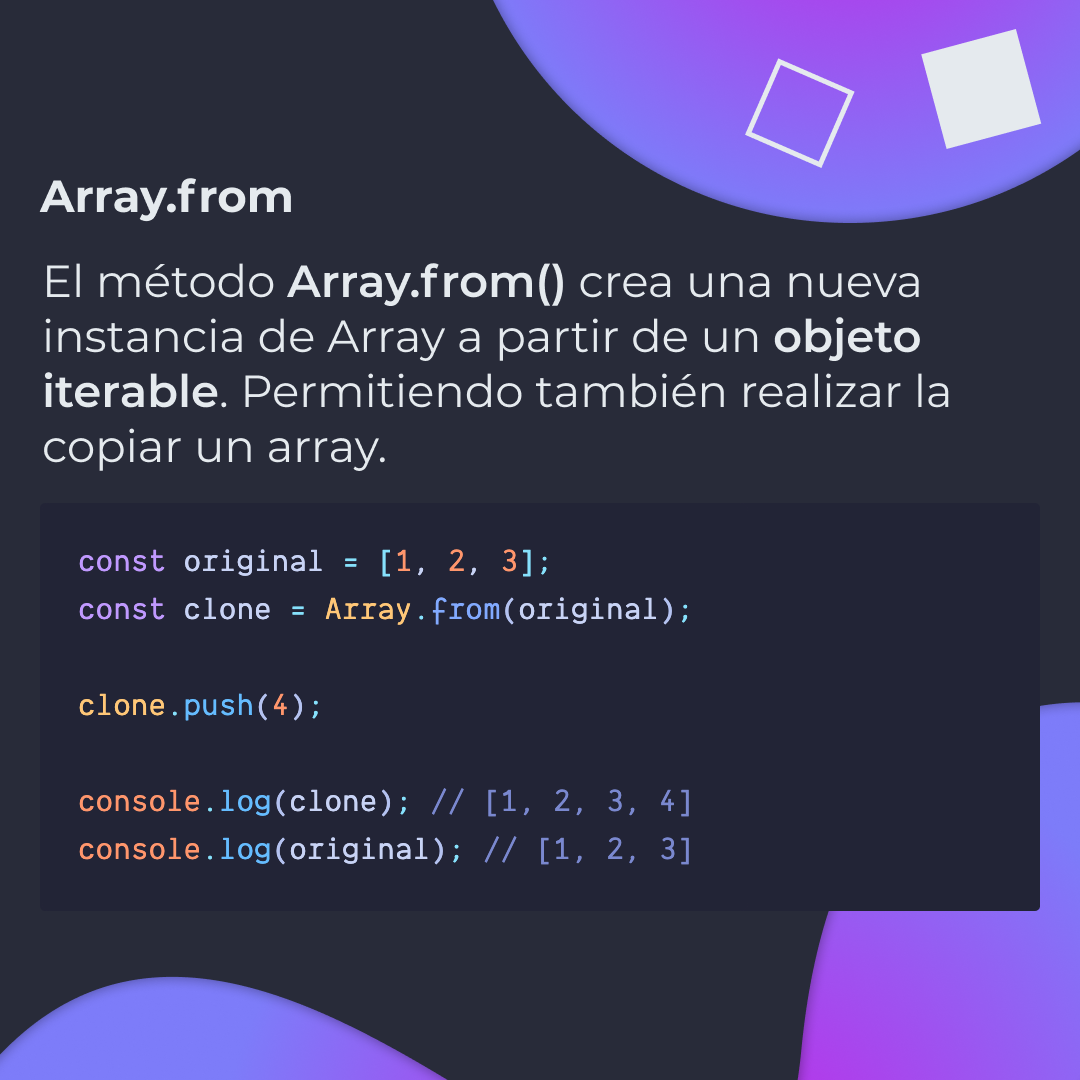 Array.from
El método Array.from() crea una nueva
instancia de Array a partir de un objeto
iterable. Permitiendo también realizar la
copiar un array.
const original = [1, 2, 3];
const clone = Array.from(original);
clone.push(4);
console.log(clone); // [1, 2, 3, 4]
console.log(original); // [1, 2, 3]